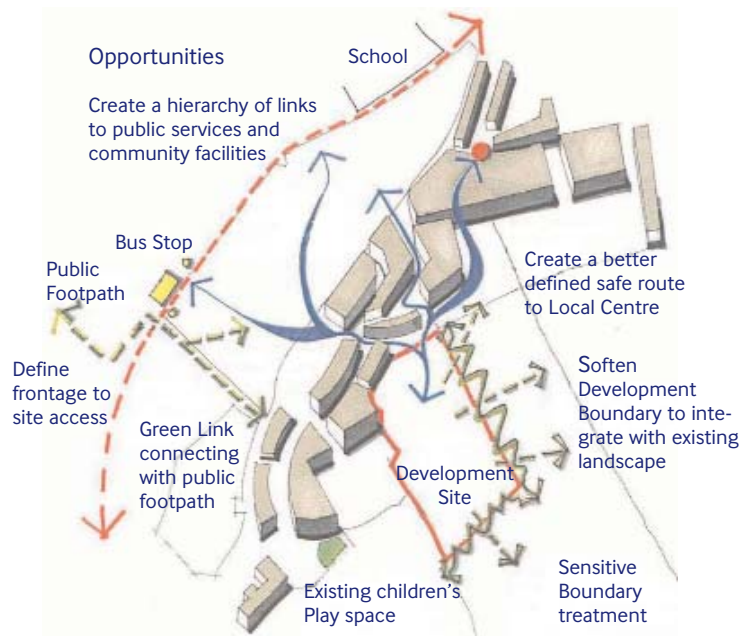 Opportunities
School
Create a hierarchy of links
to public services and
community facilities
Bus Stop
Public
Footpath
Create a better
defined safe route
to Local Centre
Define
frontage to
site access
Soften
Development
Boundary to inte-
grate with existing
landscape
Green Link
connecting
with public
footpath
Development
Site
Existing children's
Play space
Sensitive
Boundary
treatment